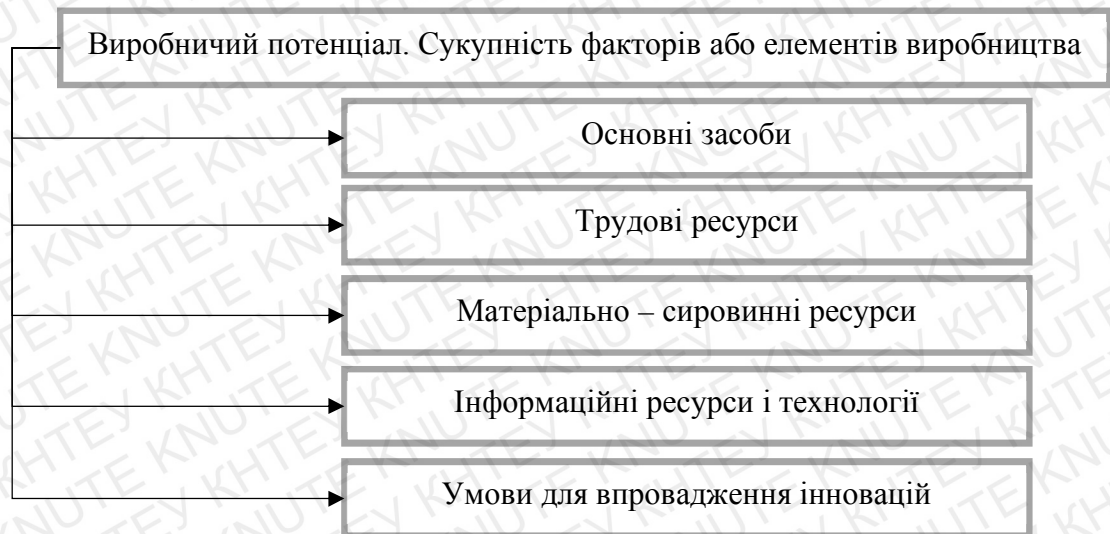 Виробничий потенціал. Сукупність факторів або елементів виробництва
Основні засоби
Трудові ресурси
Матеріально – сировинні ресурси
Інформаційні ресурси і технології
Умови для впровадження інновацій